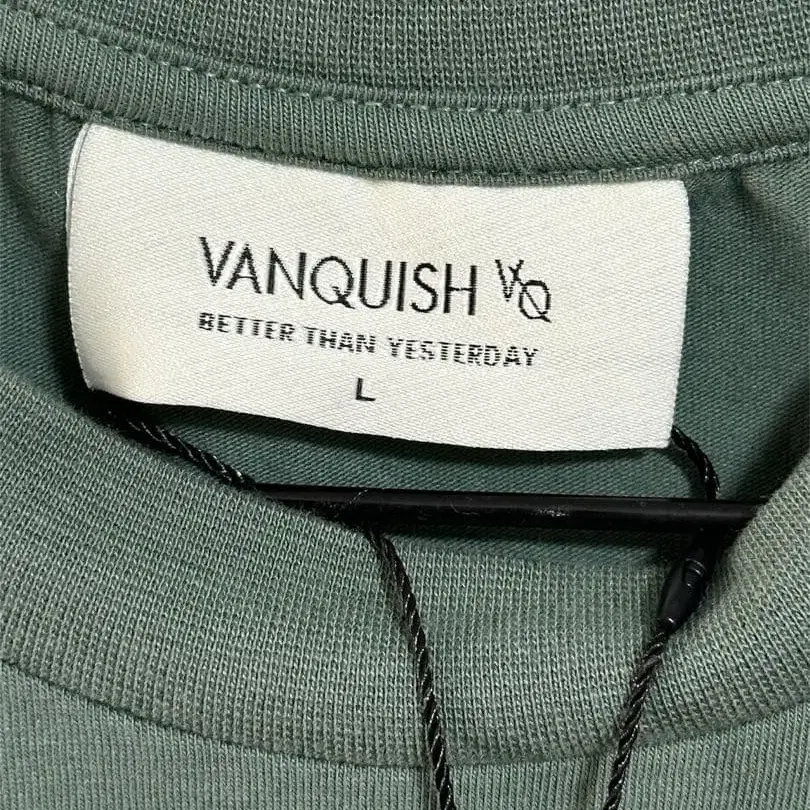 VANQUISH VQ
BETTER THAN YESTERDAY
L